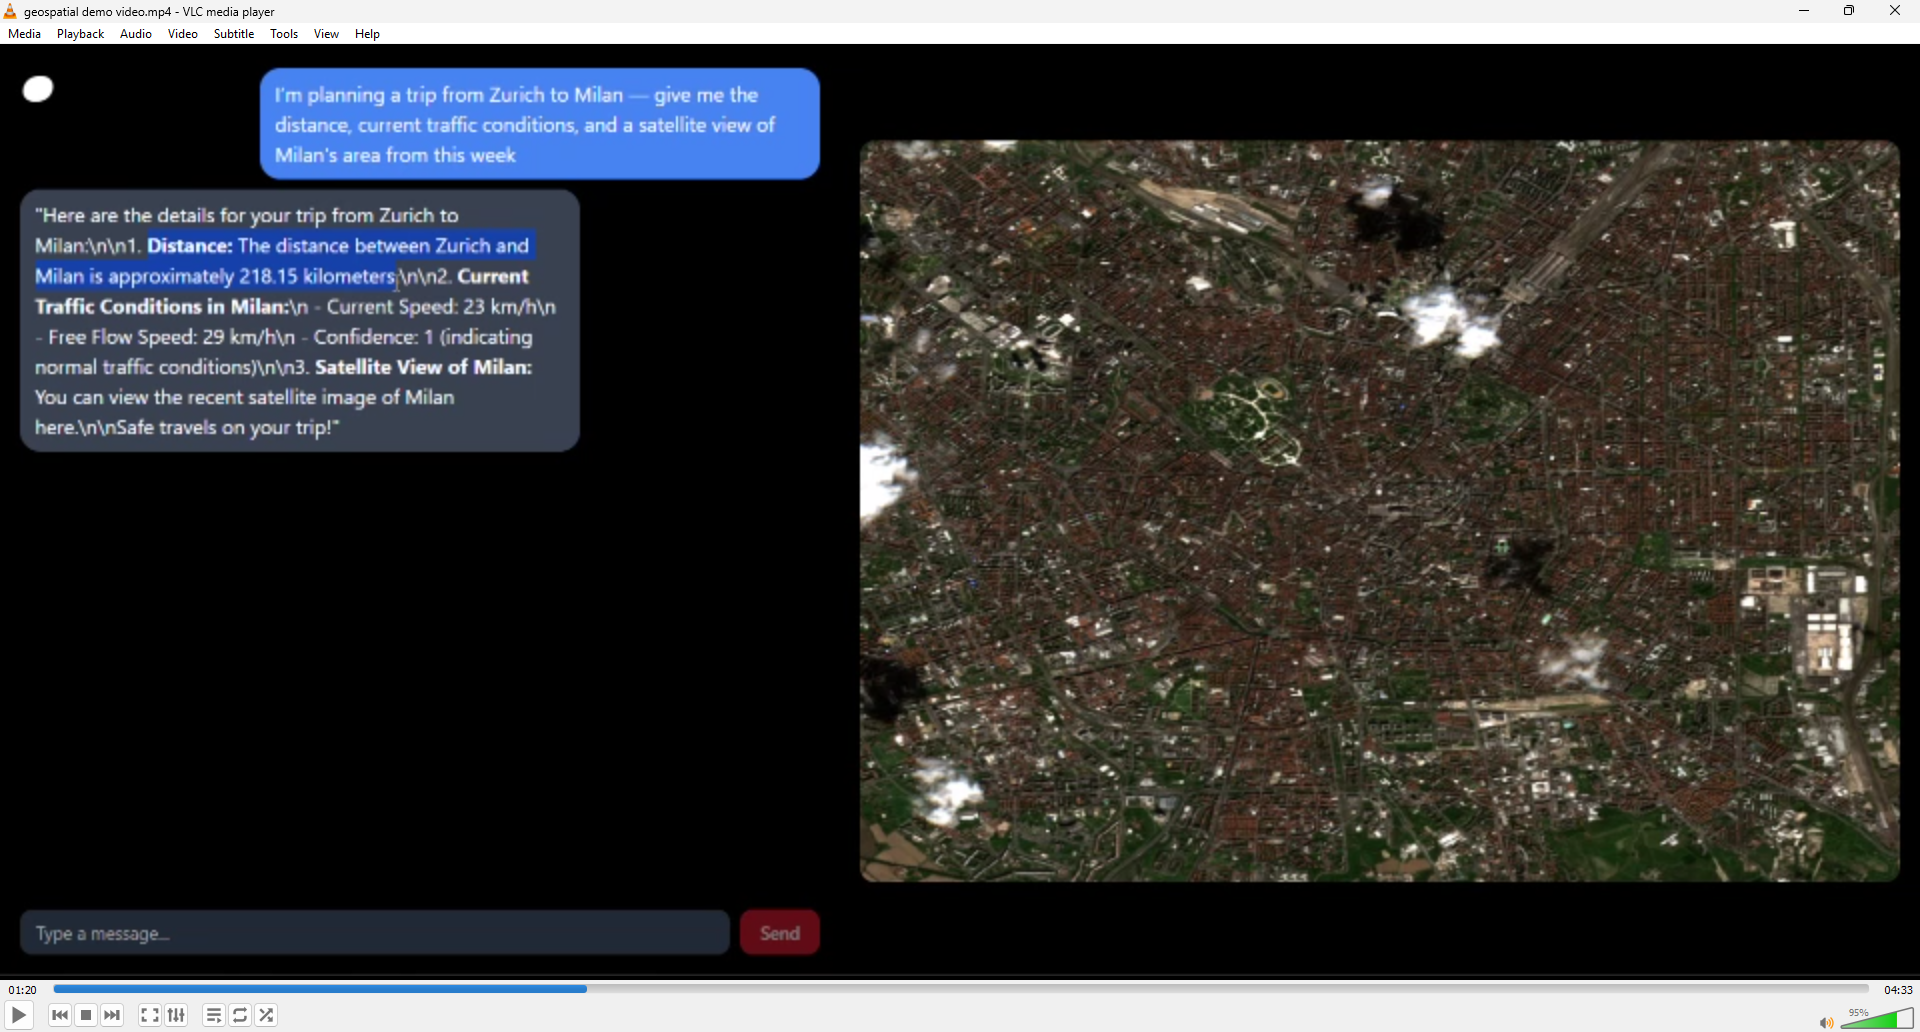 geospatial demo video.mp4 - VLC media player
Media Playback Audio Video Subtitle Tools View Help
I'm planning a trip from Zurich to Milan — give me the
distance, current traffic conditions, and a satellite view of
Milan's area from this week
"Here are the details for your trip from Zurich to
Milan:\n\n1. Distance: The distance between Zurich and
Milan is approximately 218.15 kilometers.\n\n2. Current
Traffic Conditions in Milan:\n - Current Speed: 23 km/h\n
- Free Flow Speed: 29 km/h\n - Confidence: 1 (indicating
normal traffic conditions)\n\n3. Satellite View of Milan:
You can view the recent satellite image of Milan
here.\n\nSafe travels on your trip!"
Type a message...
Send
01:20
04:33
95%